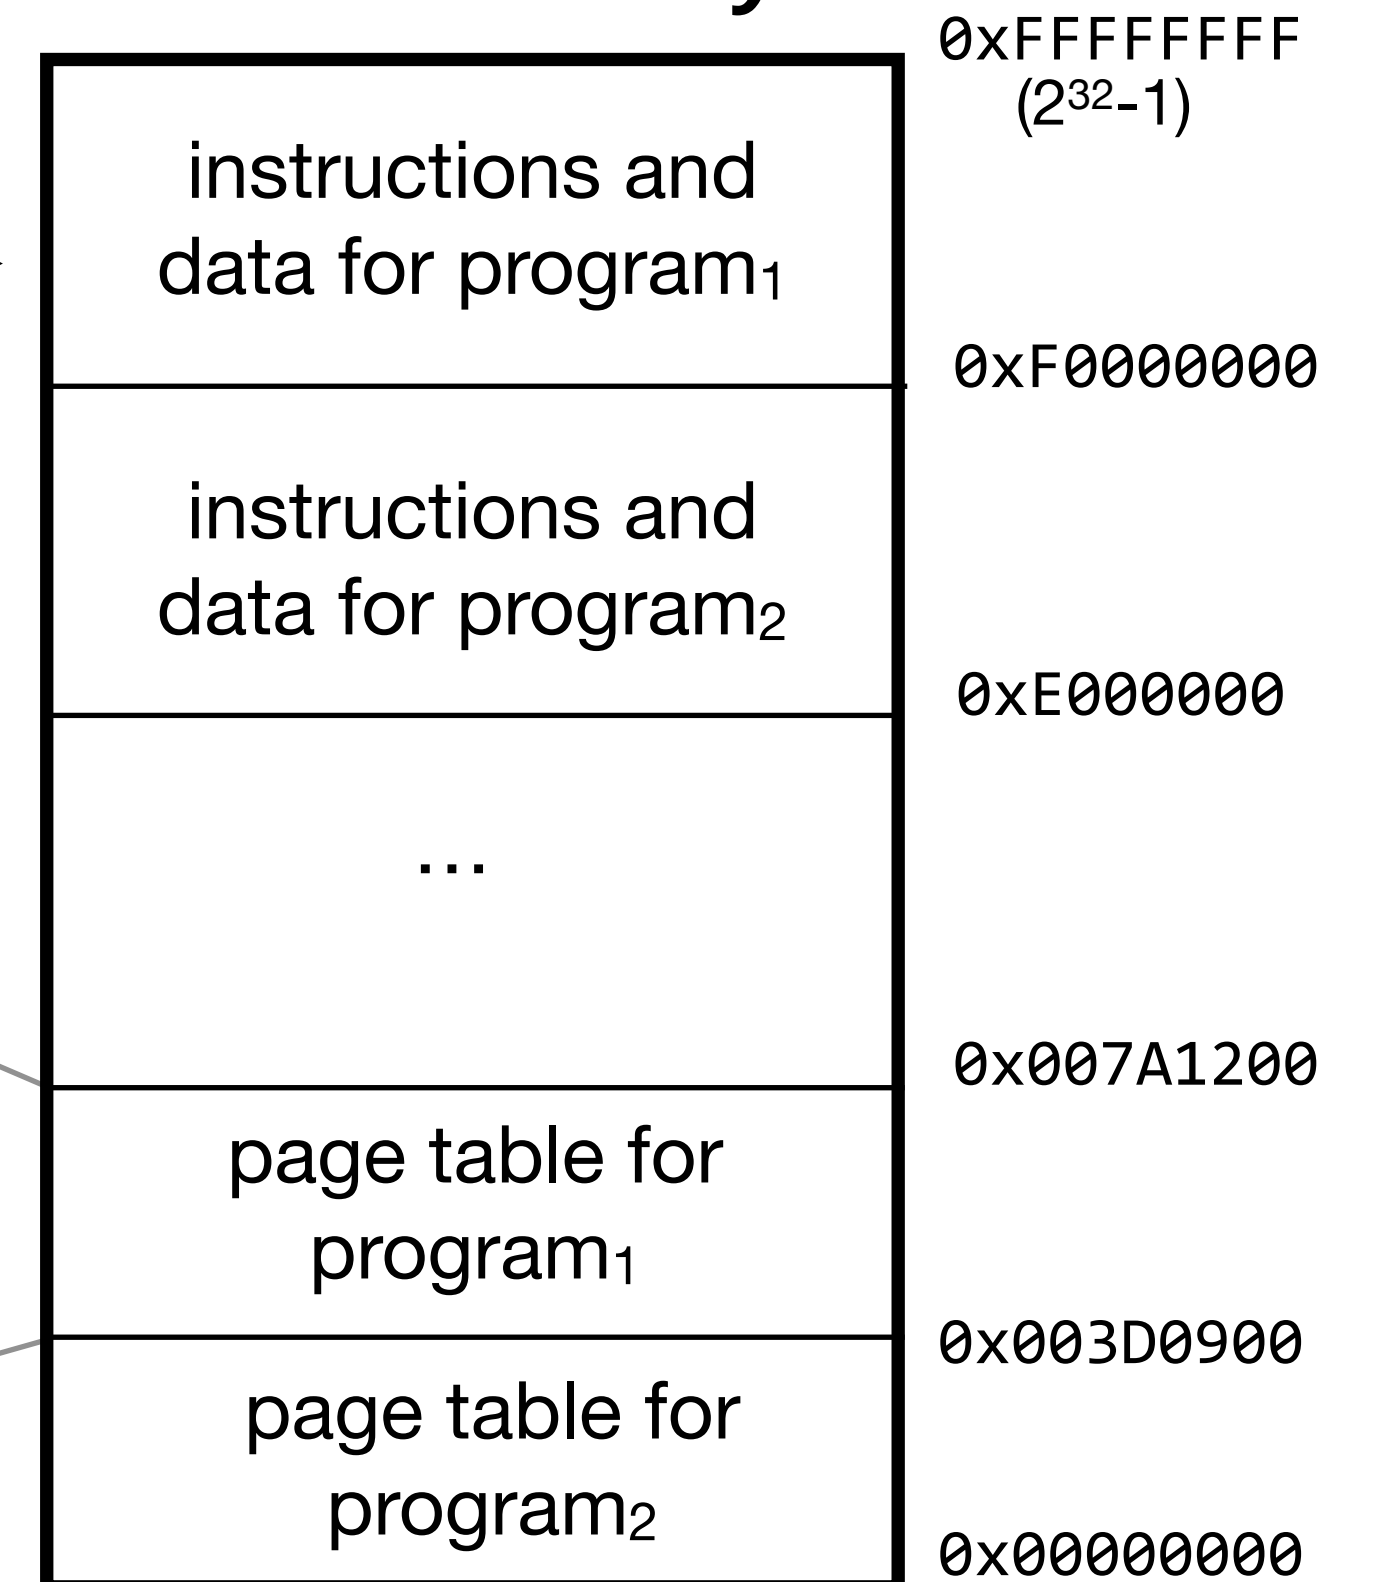 0xFFFFFFFF
(2³²-1)
instructions and
data for program₁
0xF0000000
instructions and
data for program₂
0xE000000
...
0x007A1200
page table for
program₁
0x003D0900
page table for
program₂
0x00000000